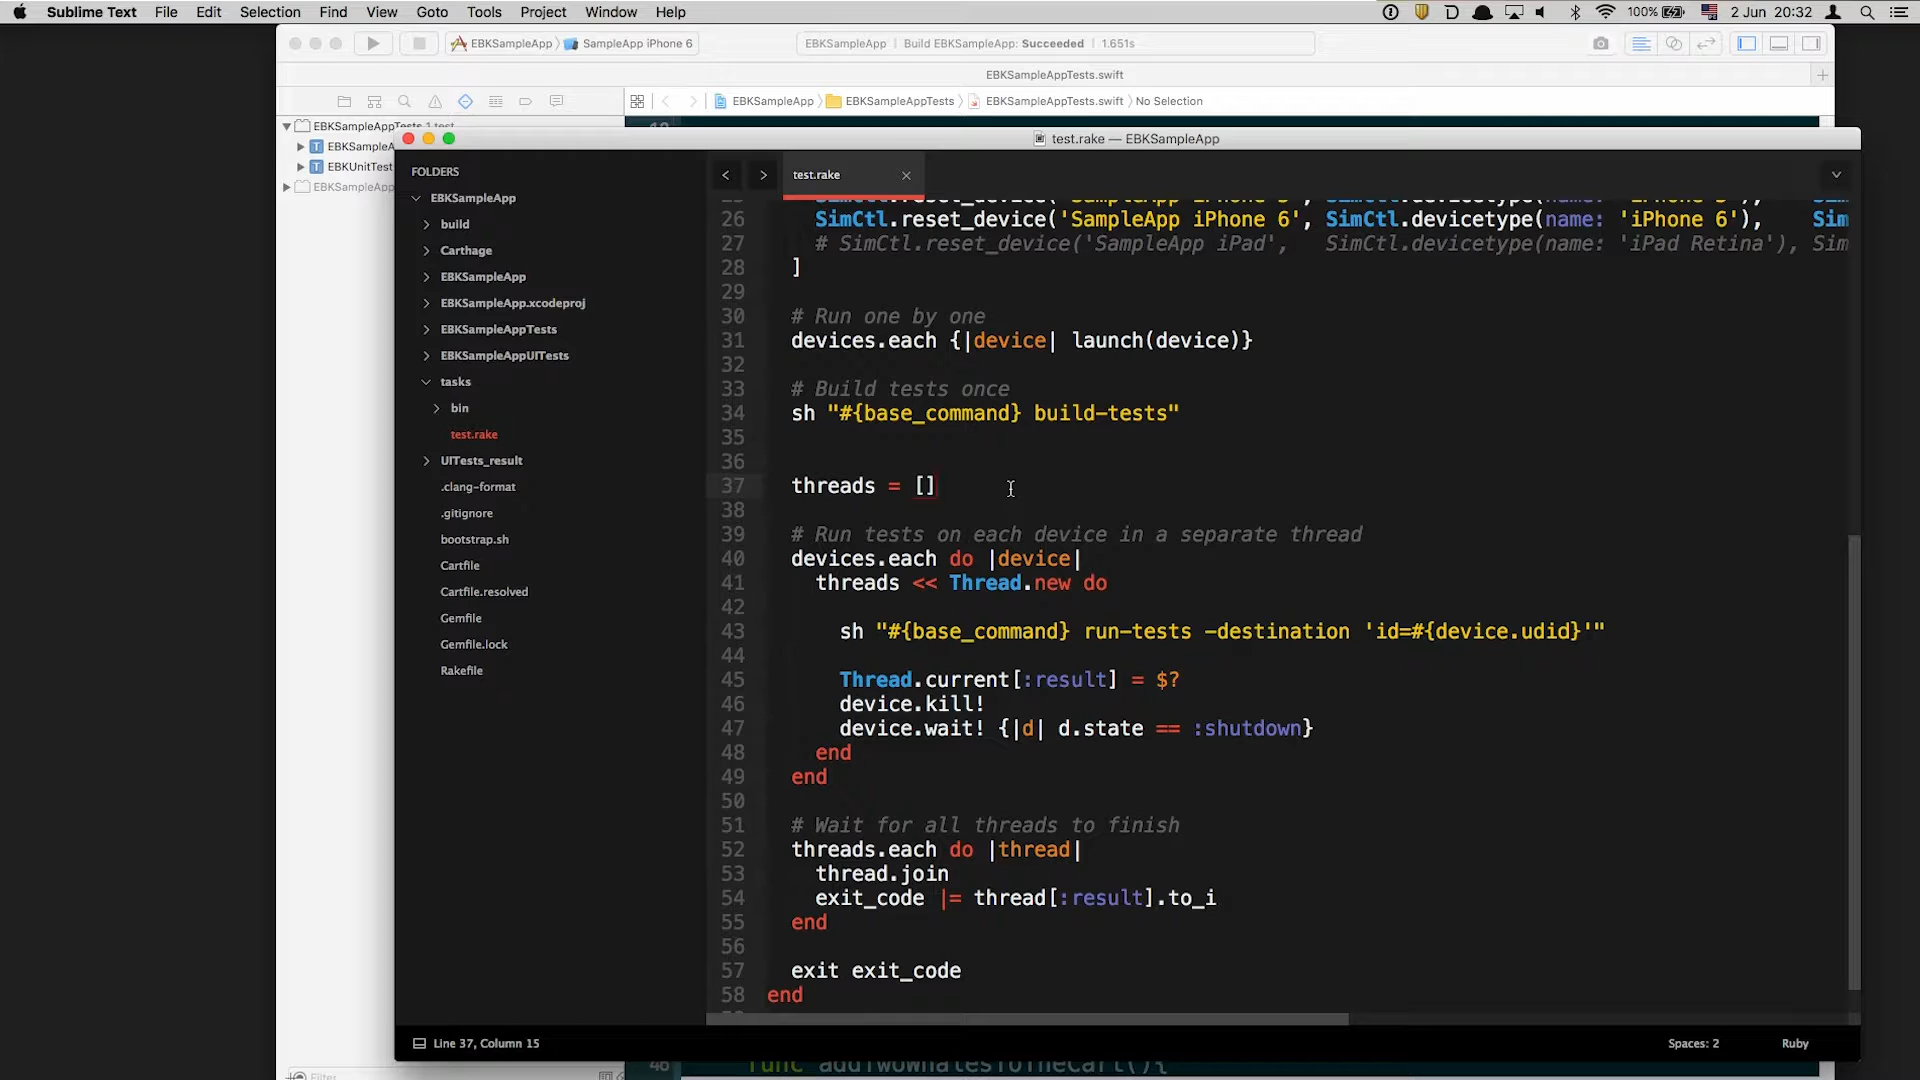 Sublime Text File Edit Selection Find View Goto Tools Project Window Help 100% 2 Jun 20:32
EBKSampleApp SampleApp iPhone 6 EBKSampleApp | Build EBKSampleApp: Succeeded | 1.651s
EBKSampleAppTests.swift
EBKSampleApp EBKSampleAppTests EBKSampleAppTests.swift No Selection
EBKSampleAppTests 1 test
EBKSampleA
EBKUnitTest
EBKSampleApp
test.rake — EBKSampleApp
FOLDERS
EBKSampleApp
build
Carthage
EBKSampleApp
EBKSampleApp.xcodeproj
EBKSampleAppTests
EBKSampleAppUITests
tasks
bin
test.rake
UITests_result
.clang-format
.gitignore
bootstrap.sh
Cartfile
Cartfile.resolved
Gemfile
Gemfile.lock
Rakefile
test.rake
26 SimCtl.reset_device('SampleApp iPhone 6', SimCtl.devicetype(name: 'iPhone 6'), Sim
27 # SimCtl.reset_device('SampleApp iPad', SimCtl.devicetype(name: 'iPad Retina'), Sim
28 ]
29
30 # Run one by one
31 devices.each {|device| launch(device)}
32
33 # Build tests once
34 sh "#{base_command} build-tests"
35
36
37 threads = []
38
39 # Run tests on each device in a separate thread
40 devices.each do |device|
41 threads << Thread.new do
42
43 sh "#{base_command} run-tests -destination 'id=#{device.udid}'"
44
45 Thread.current[:result] = $?
46 device.kill!
47 device.wait! {|d| d.state == :shutdown}
48 end
49 end
50
51 # Wait for all threads to finish
52 threads.each do |thread|
53 thread.join
54 exit_code |= thread[:result].to_i
55 end
56
57 exit exit_code
58 end
Line 37, Column 15 Spaces: 2 Ruby
46 func addTwoWhalesToTheCart(){
Filter